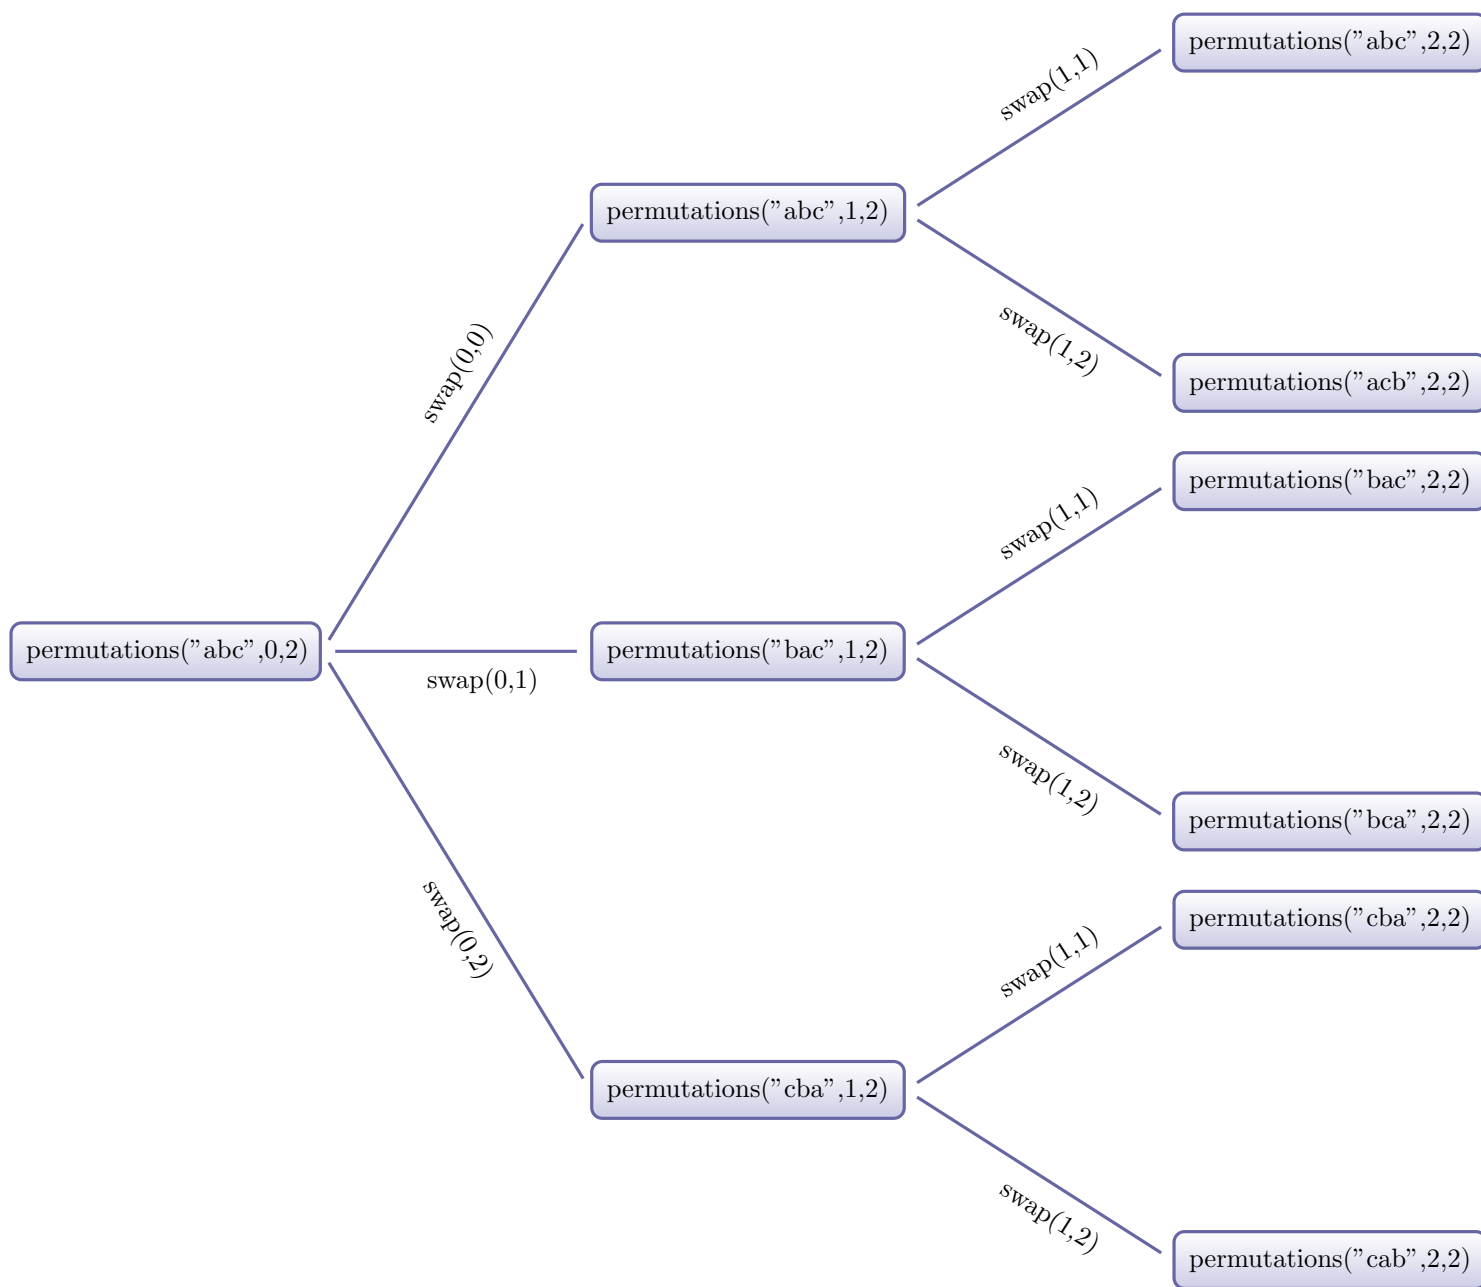 permutations("abc",2,2)
swap(1,1)
permutations("abc",1,2)
swap(1,2)
swap(0,0)
permutations("acb",2,2)
permutations("bac",2,2)
swap(1,1)
permutations("abc",0,2)
permutations("bac",1,2)
swap(0,1)
swap(1,2)
permutations("bca",2,2)
swap(0,2)
permutations("cba",2,2)
swap(1,1)
permutations("cba",1,2)
swap(1,2)
permutations("cab",2,2)